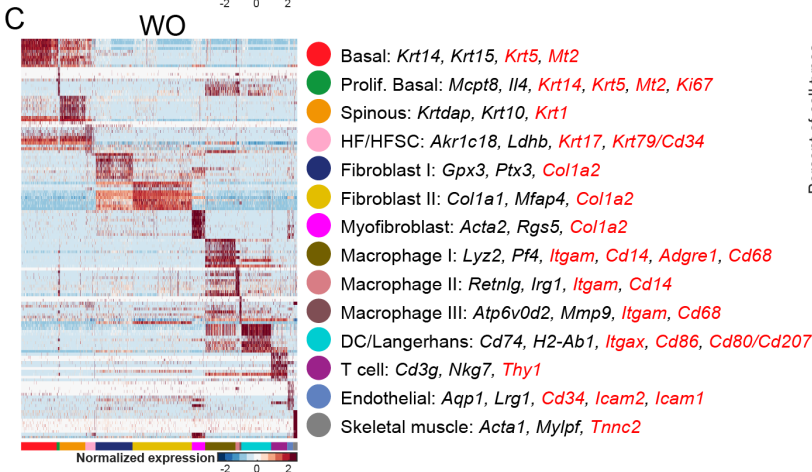 -2 0 2
C
WO
Basal: Krt14, Krt15, Krt5, Mt2
Prolif. Basal: Mcpt8, Il4, Krt14, Krt5, Mt2, Ki67
Spinous: Krtdap, Krt10, Krt1
HF/HFSC: Akr1c18, Ldhb, Krt17, Krt79/Cd34
Fibroblast I: Gpx3, Ptx3, Col1a2
Fibroblast II: Col1a1, Mfap4, Col1a2
Myofibroblast: Acta2, Rgs5, Col1a2
Macrophage I: Lyz2, Pf4, Itgam, Cd14, Adgre1, Cd68
Macrophage II: Retnlg, Irg1, Itgam, Cd14
Macrophage III: Atp6v0d2, Mmp9, Itgam, Cd68
DC/Langerhans: Cd74, H2-Ab1, Itgax, Cd86, Cd80/Cd207
T cell: Cd3g, Nkg7, Thy1
Endothelial: Aqp1, Lrg1, Cd34, Icam2, Icam1
Skeletal muscle: Acta1, Mylpf, Tnnc2
Normalized expression
-2 0 2